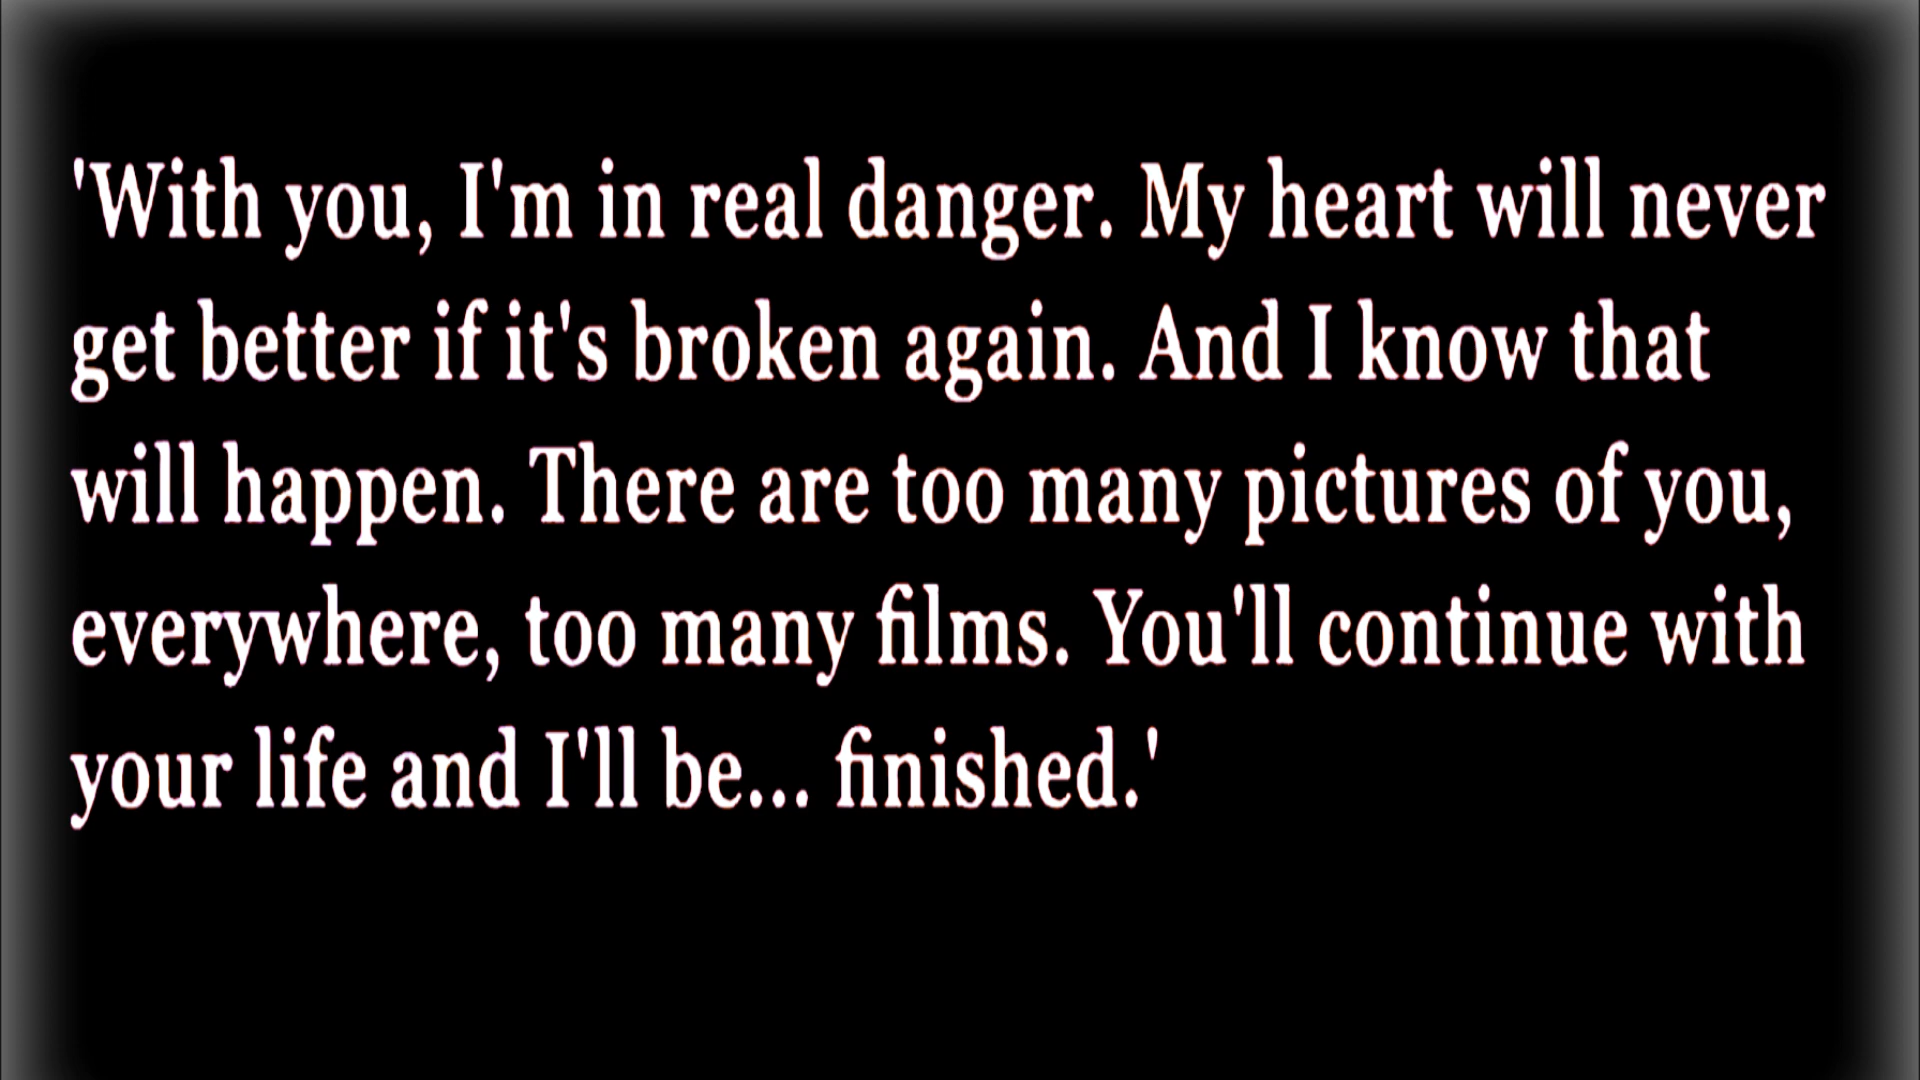 'With you, I'm in real danger. My heart will never
get better if it's broken again. And I know that
will happen. There are too many pictures of you,
everywhere, too many films. You'll continue with
your life and I'll be... finished.'